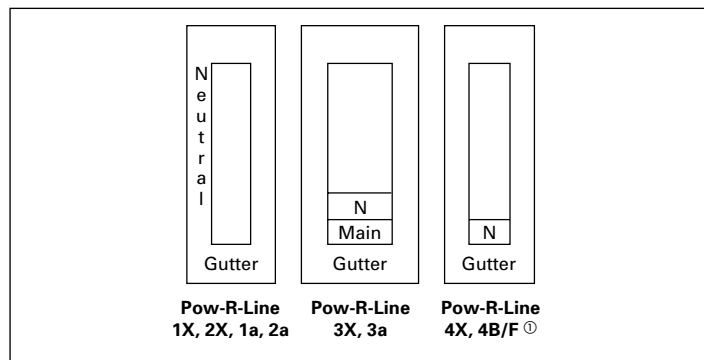 Neutral
Gutter
N
Main
Gutter
N
Gutter
Pow-R-Line
1X, 2X, 1a, 2a
Pow-R-Line
3X, 3a
Pow-R-Line
4X, 4B/F ①